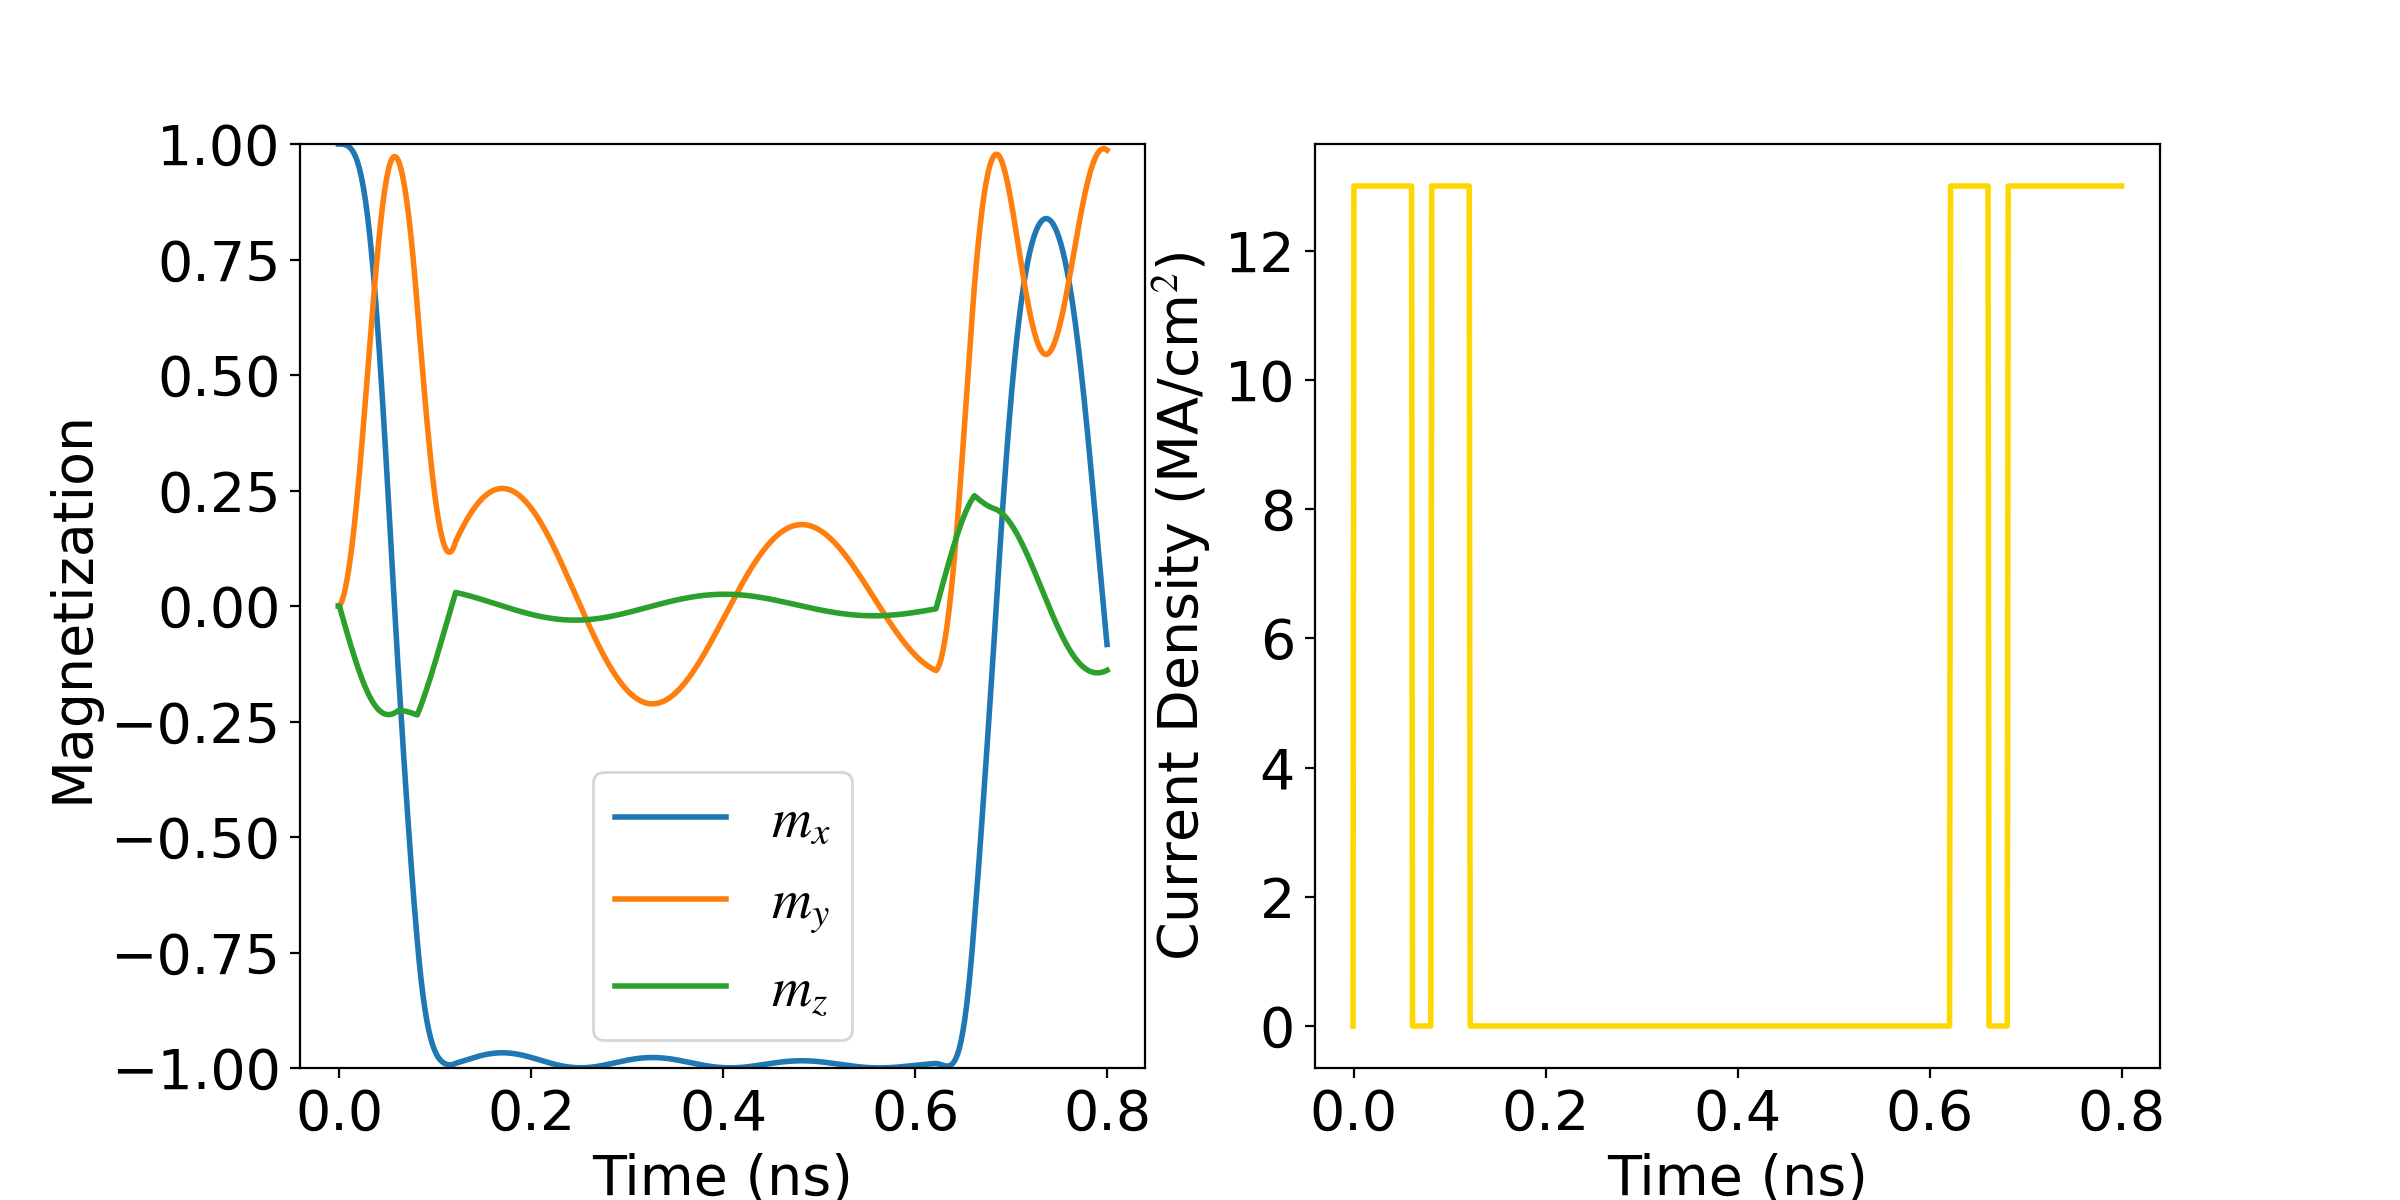 Magnetization
1.00
0.75
0.50
0.25
0.00
−0.25
−0.50
−0.75
−1.00
0.0 0.2 0.4 0.6 0.8
Time (ns)
m_x
m_y
m_z
Current Density (MA/cm²)
12
10
8
6
4
2
0
0.0 0.2 0.4 0.6 0.8
Time (ns)